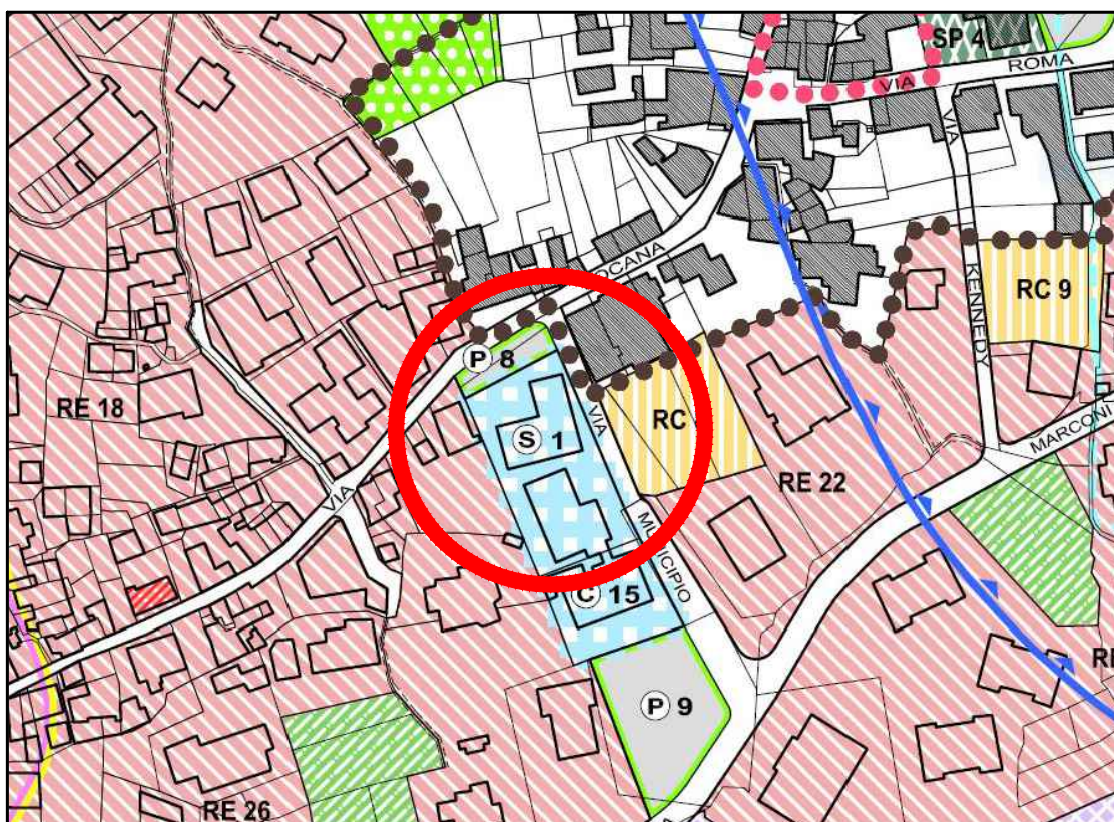 SP 4
ROMA
VIA
VIA
OCANA
RC 9
KENNEDY
P 8
RE 18
RC
S 1
VIA
MARCONI
RE 22
VIA
MUNICIPIO
C 15
P 9
RE 26